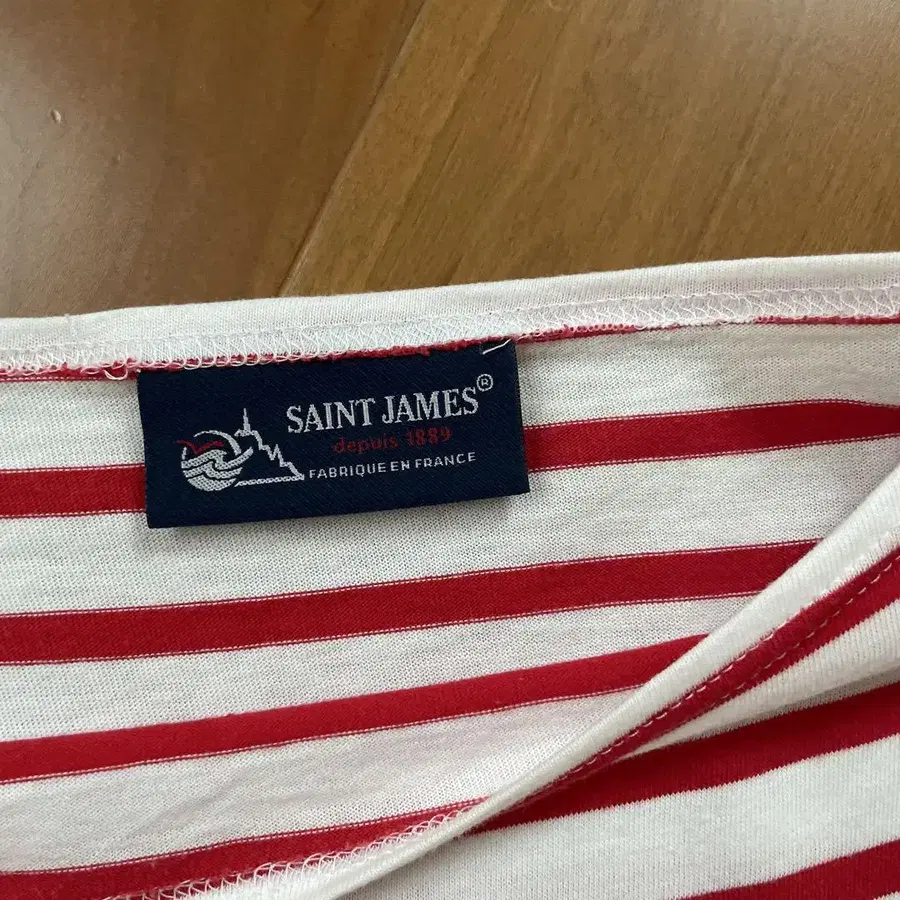 SAINT JAMES®
depuis 1889
FABRIQUE EN FRANCE